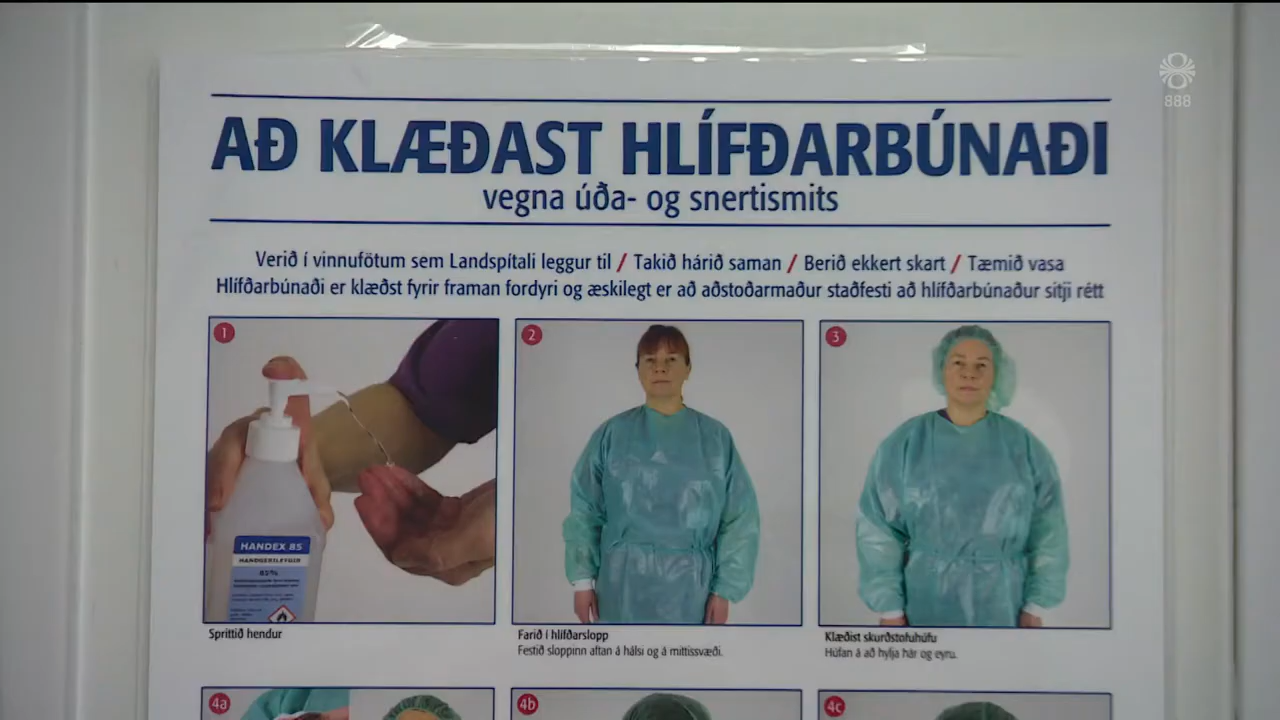 888
AÐ KLÆÐAST HLÍFÐARBÚNAÐI
vegna úða- og snertismits
Verið í vinnufötum sem Landspítali leggur til / Takið hárið saman / Berið ekkert skart / Tæmið vasa
Hlífðarbúnaði er klæðst fyrir framan fordyri og æskilegt er að aðstoðarmaður staðfesti að hlífðarbúnaður sitji rétt
1
2
3
HANDEX 85
HANDGERILEYÐIR
85%
Sprittið hendur
Farið í hlífðarslopp
Festið sloppinn aftan á hálsi og á mittissvæði.
Klæðist skurðstofuhúfu
Húfan á að hylja hár og eyru.
4a
4b
4c